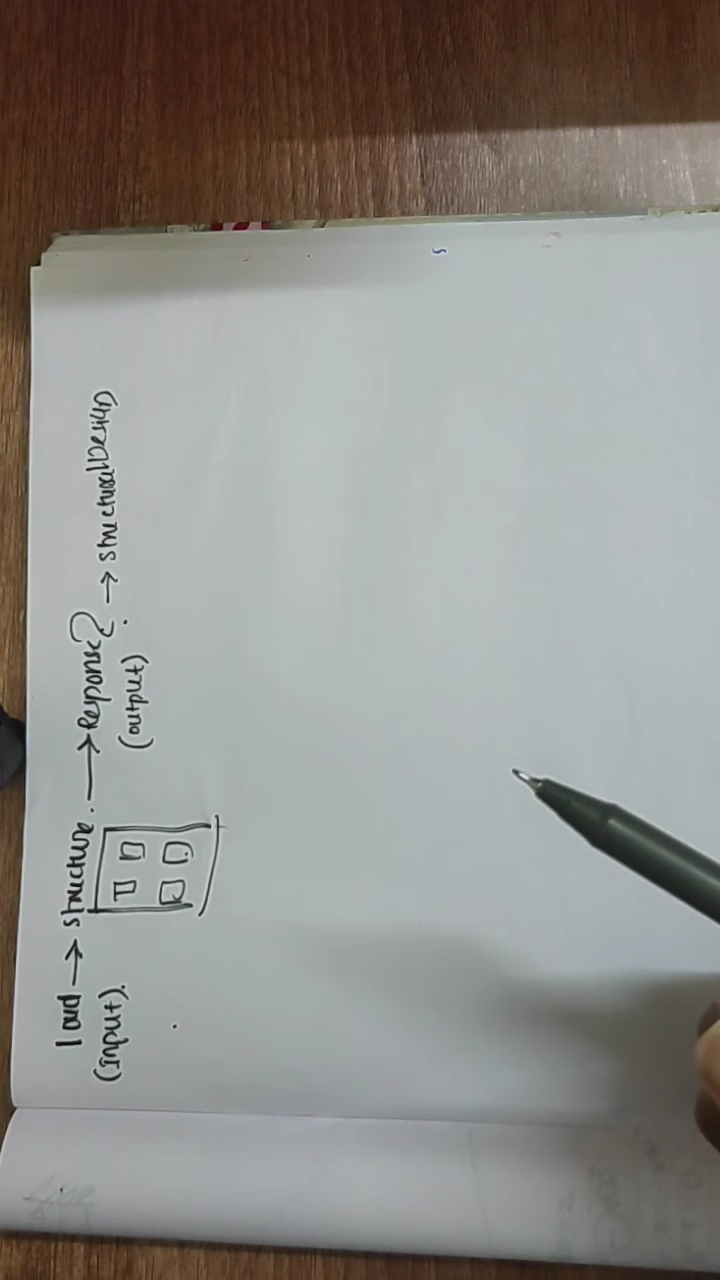 Load → structure. → Response? → structural Design
(input). (output)